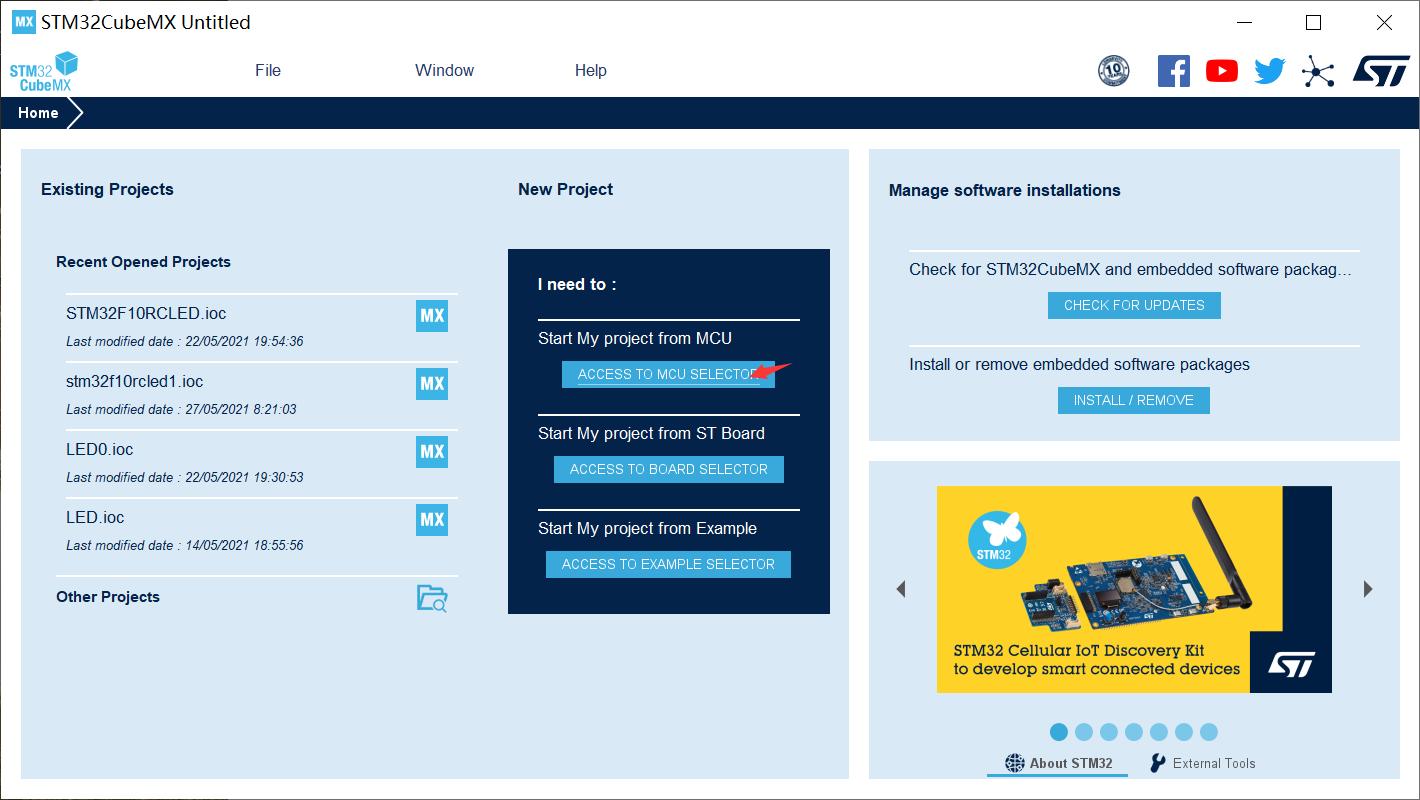 MX STM32CubeMX Untitled
STM32
CubeMX
File
Window
Help
10
Home
Existing Projects
Recent Opened Projects
STM32F10RCLED.ioc
Last modified date : 22/05/2021 19:54:36
MX
stm32f10rcled1.ioc
Last modified date : 27/05/2021 8:21:03
MX
LED0.ioc
Last modified date : 22/05/2021 19:30:53
MX
LED.ioc
Last modified date : 14/05/2021 18:55:56
MX
Other Projects
New Project
I need to :
Start My project from MCU
ACCESS TO MCU SELECTOR
Start My project from ST Board
ACCESS TO BOARD SELECTOR
Start My project from Example
ACCESS TO EXAMPLE SELECTOR
Manage software installations
Check for STM32CubeMX and embedded software packag...
CHECK FOR UPDATES
Install or remove embedded software packages
INSTALL / REMOVE
STM32
STM32 Cellular IoT Discovery Kit
to develop smart connected devices
ST
About STM32
External Tools